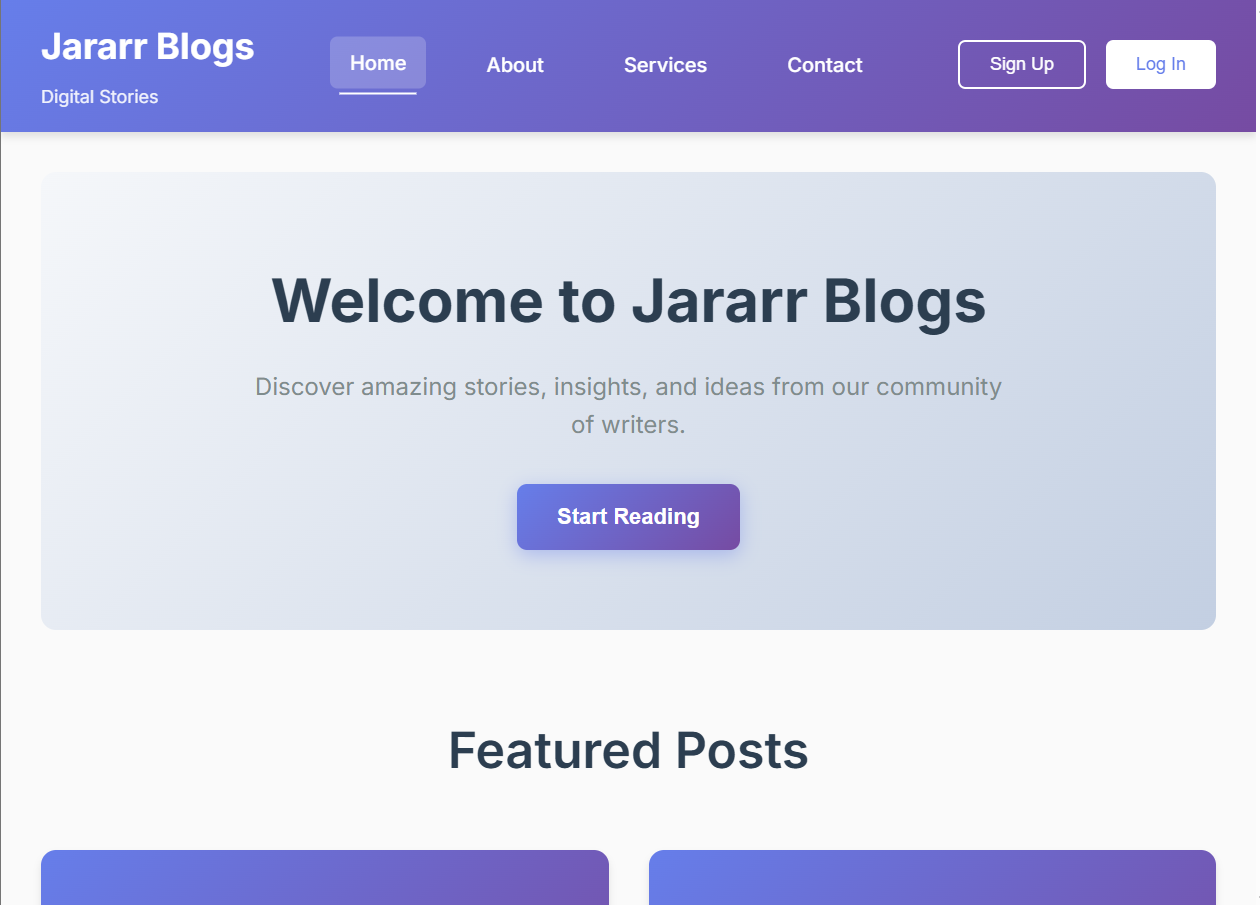 Jararr Blogs
Digital Stories
Home
About
Services
Contact
Sign Up
Log In
Welcome to Jararr Blogs
Discover amazing stories, insights, and ideas from our community
of writers.
Start Reading
Featured Posts